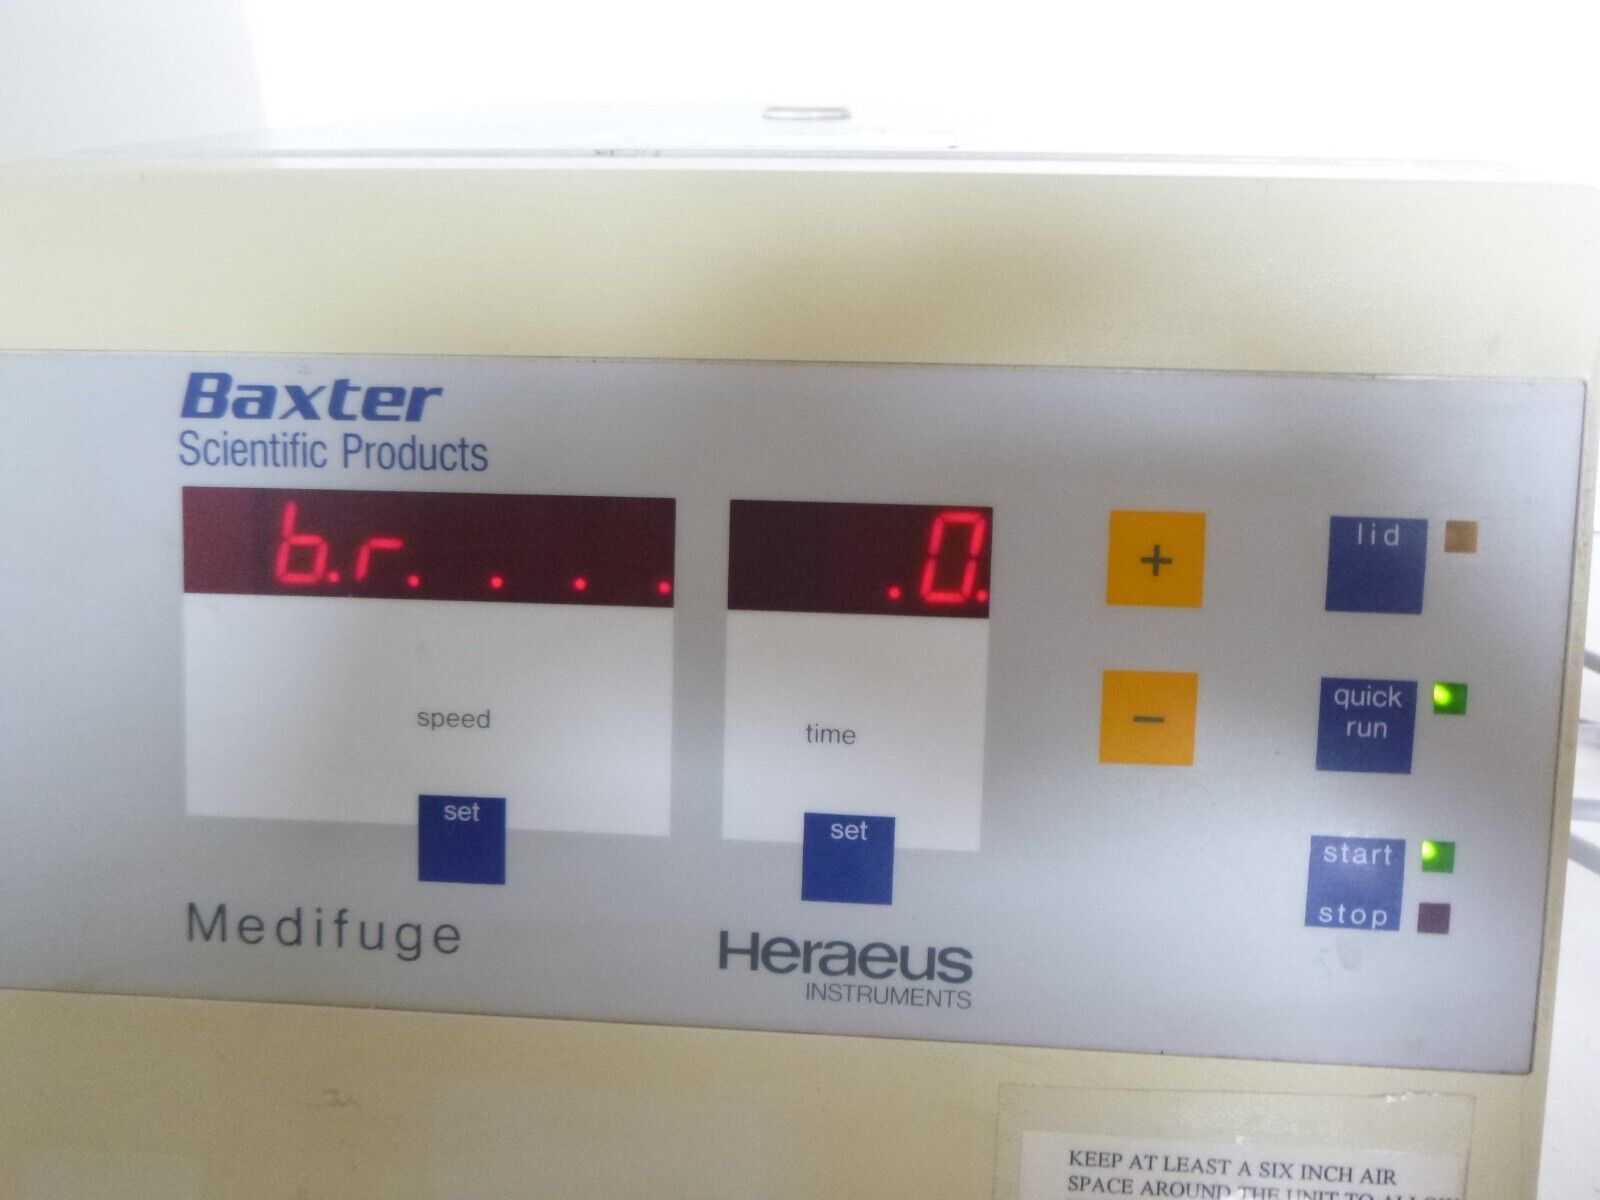 Baxter
Scientific Products
b.r. . . .
.0.
+
lid
speed
time
−
quick
run
set
set
start
stop
Medifuge
Heraeus
INSTRUMENTS
KEEP AT LEAST A SIX INCH AIR
SPACE AROUND THE UNIT TO ALLOW